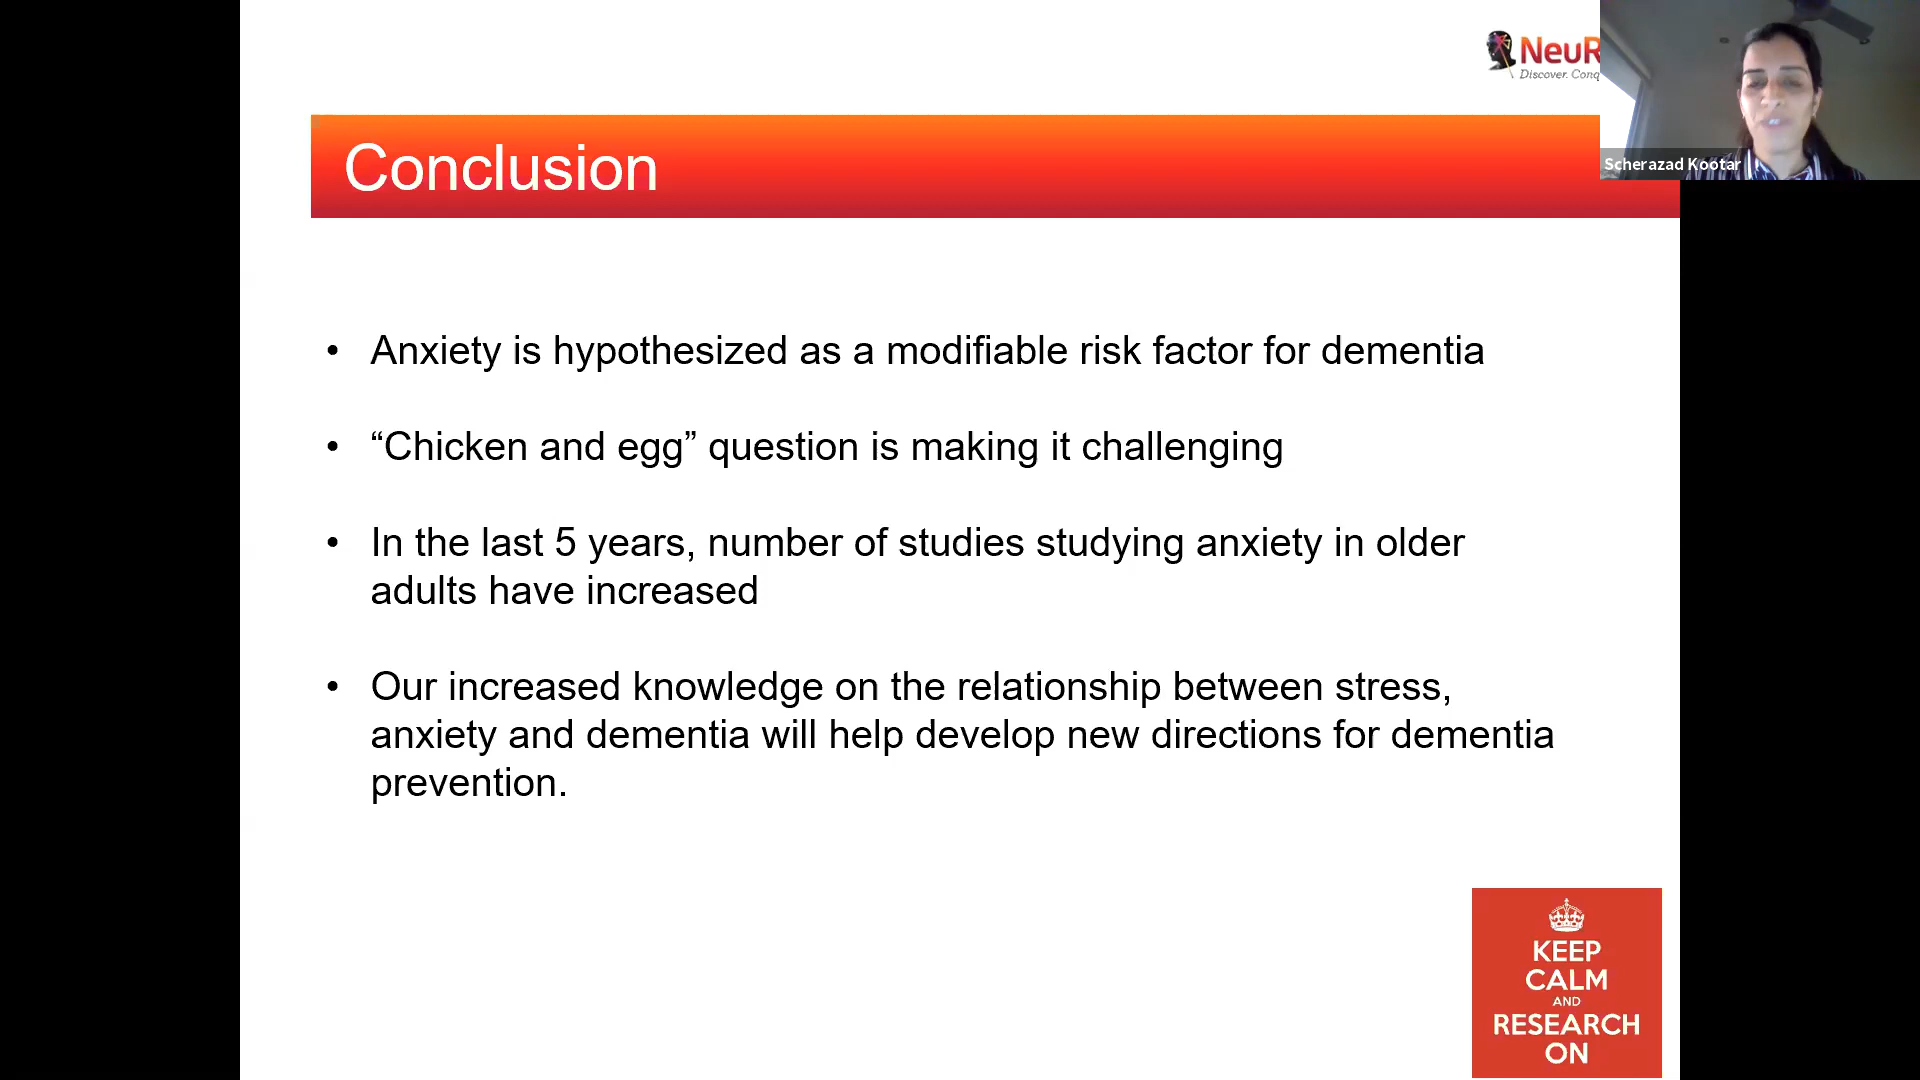 NeuR
Discover. Conq
Scherazad Kootar
Conclusion
• Anxiety is hypothesized as a modifiable risk factor for dementia
• “Chicken and egg” question is making it challenging
• In the last 5 years, number of studies studying anxiety in older
adults have increased
• Our increased knowledge on the relationship between stress,
anxiety and dementia will help develop new directions for dementia
prevention.
KEEP
CALM
AND
RESEARCH
ON